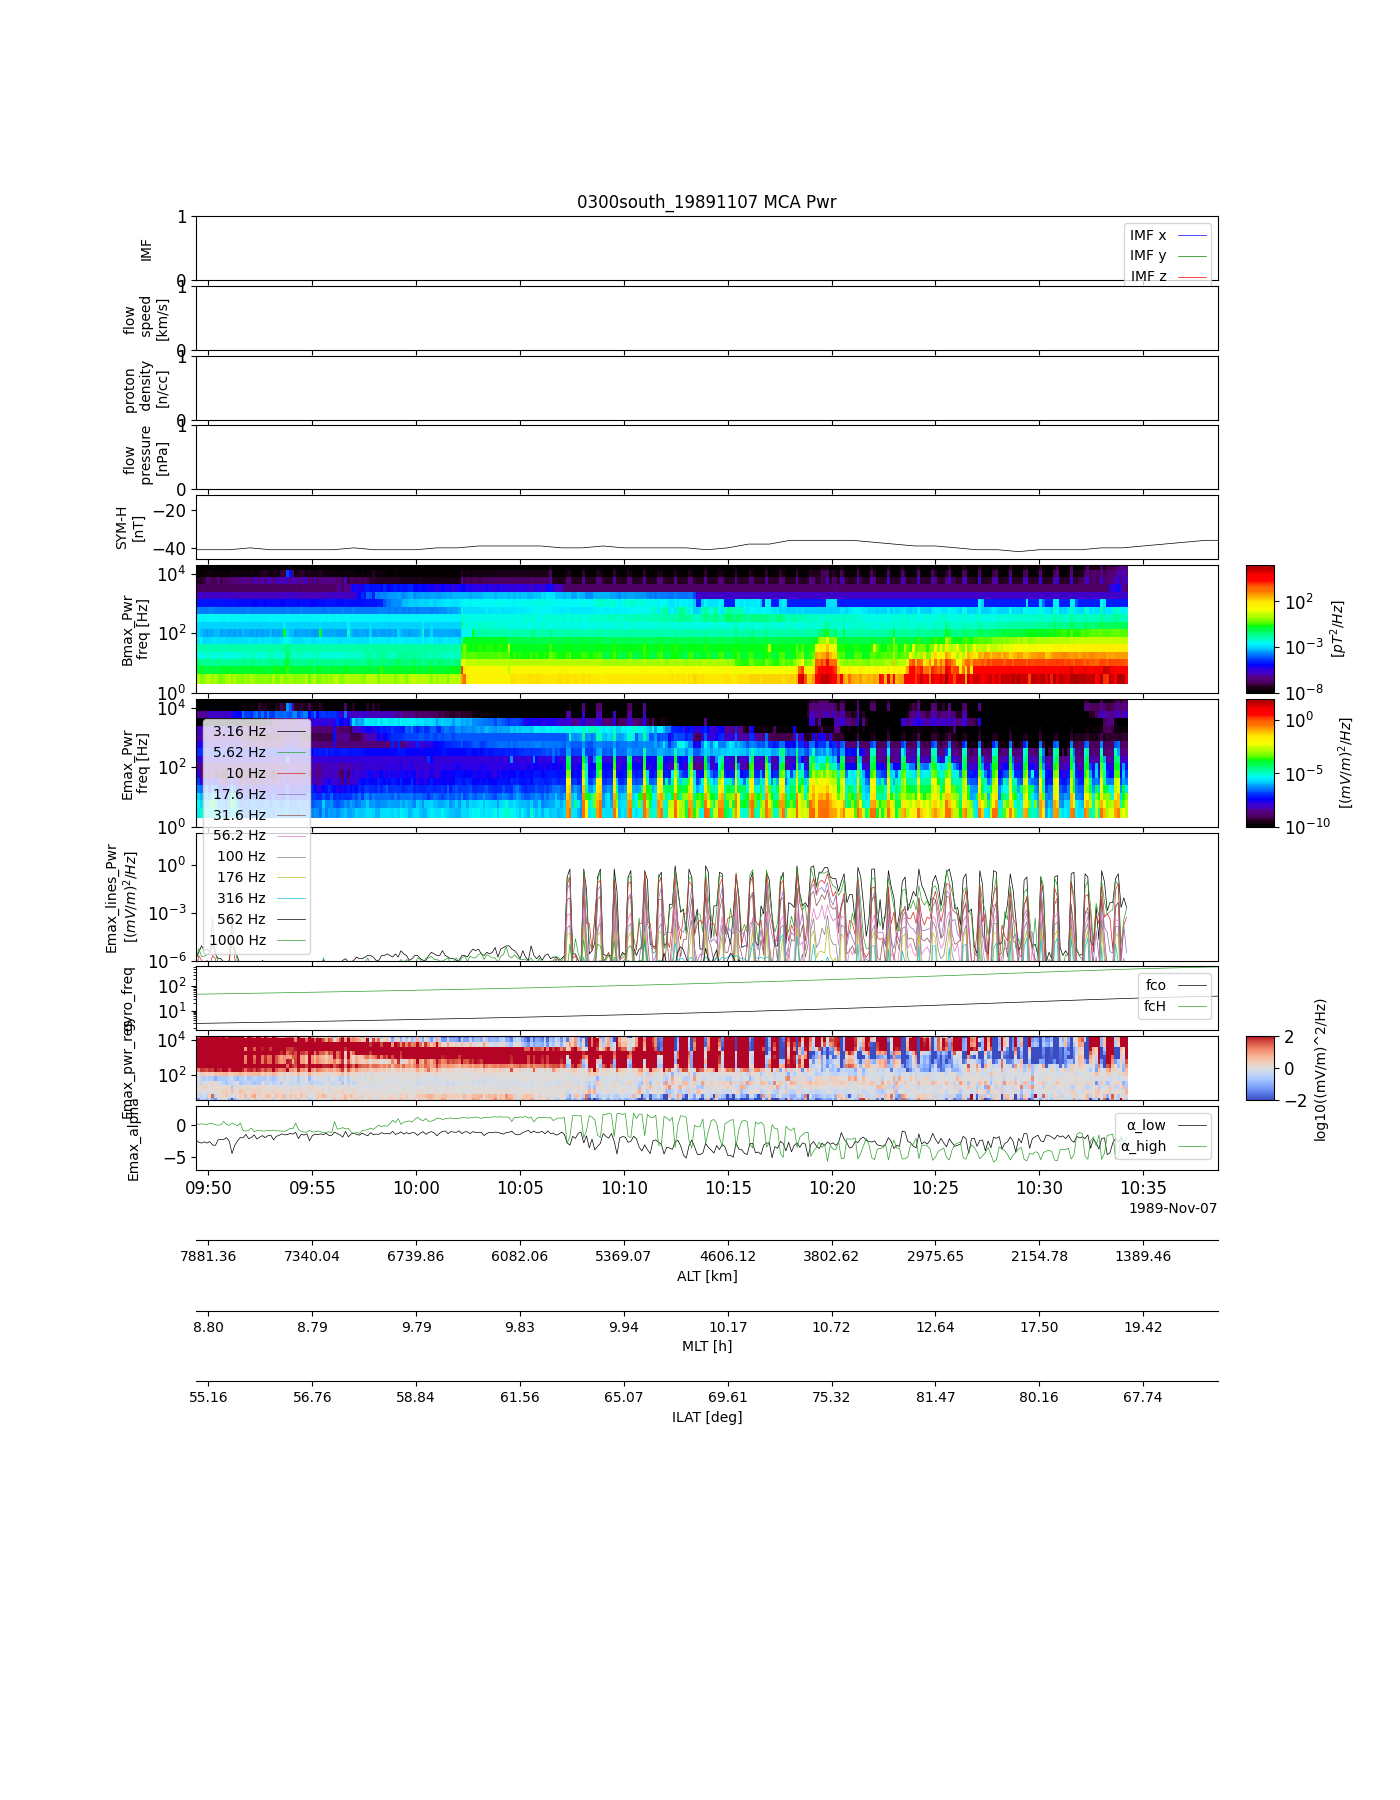 0300south_19891107 MCA Pwr
1
0
IMF
IMF x
IMF y
IMF z
1
0
flow
speed
[km/s]
1
0
proton
density
[n/cc]
1
0
flow
pressure
[nPa]
−20
−40
SYM-H
[nT]
10^4
10^2
10^0
Bmax_Pwr
freq [Hz]
10^2
10^−3
10^−8
[pT^2/Hz]
10^4
10^2
10^0
Emax_Pwr
freq [Hz]
10^0
10^−5
10^−10
[(mV/m)^2/Hz]
3.16 Hz
5.62 Hz
10 Hz
17.6 Hz
31.6 Hz
56.2 Hz
100 Hz
176 Hz
316 Hz
562 Hz
1000 Hz
10^0
10^−3
10^−6
Emax_lines_Pwr
[(mV/m)^2/Hz]
10^2
10^1
fco
fcH
10^4
10^2
2
0
−2
log10((mV/m)^2/Hz)
0
−5
Emax_alpha
α_low
α_high
09:50 09:55 10:00 10:05 10:10 10:15 10:20 10:25 10:30 10:35
1989-Nov-07
7881.36 7340.04 6739.86 6082.06 5369.07 4606.12 3802.62 2975.65 2154.78 1389.46
ALT [km]
8.80 8.79 9.79 9.83 9.94 10.17 10.72 12.64 17.50 19.42
MLT [h]
55.16 56.76 58.84 61.56 65.07 69.61 75.32 81.47 80.16 67.74
ILAT [deg]